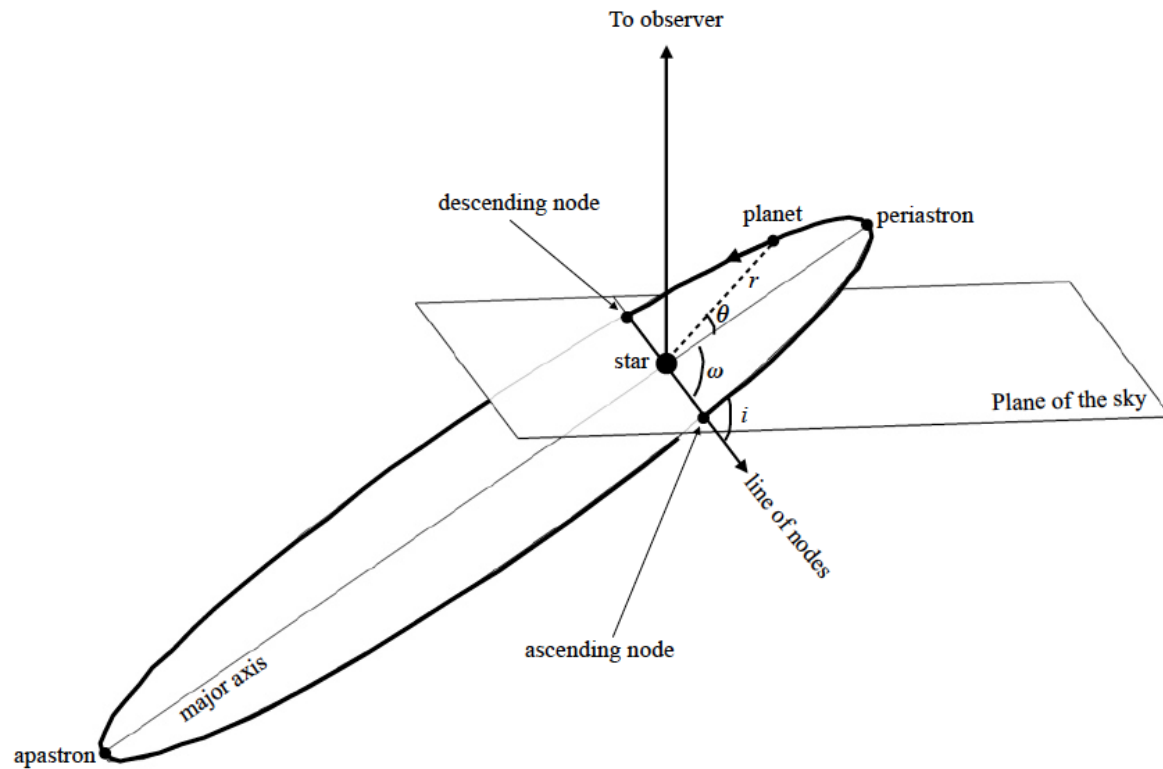 To observer
descending node
planet
periastron
r
θ
star
ω
Plane of the sky
i
line of nodes
ascending node
major axis
apastron